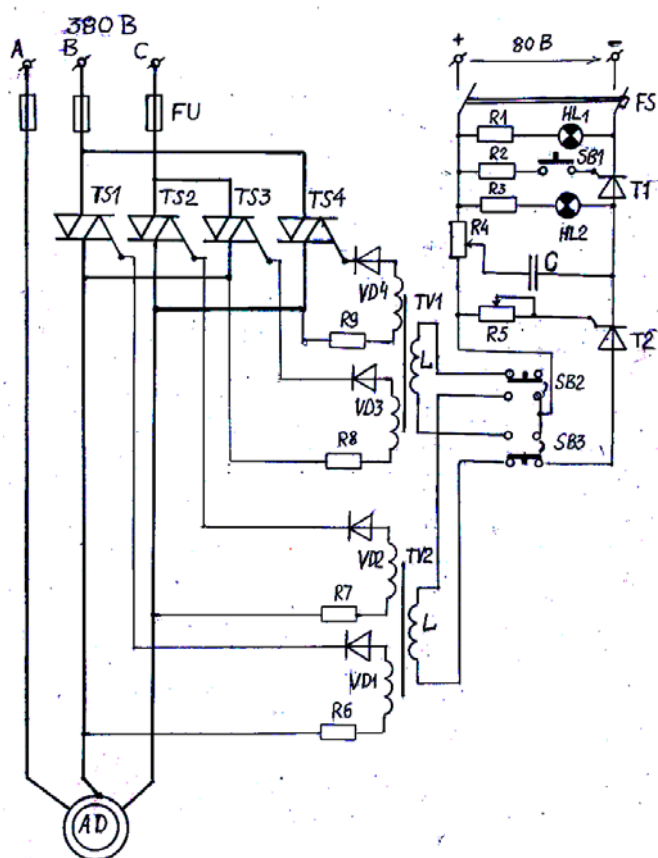 380 В
A
B
C
FU
TS1
TS2
TS3
TS4
VD4
TV1
R9
L
VD3
R8
VD2
TV2
R7
L
VD1
R6
AD
+
80 В
-
FS
R1
HL1
R2
SB1
T1
R3
HL2
R4
C
R5
T2
SB2
SB3